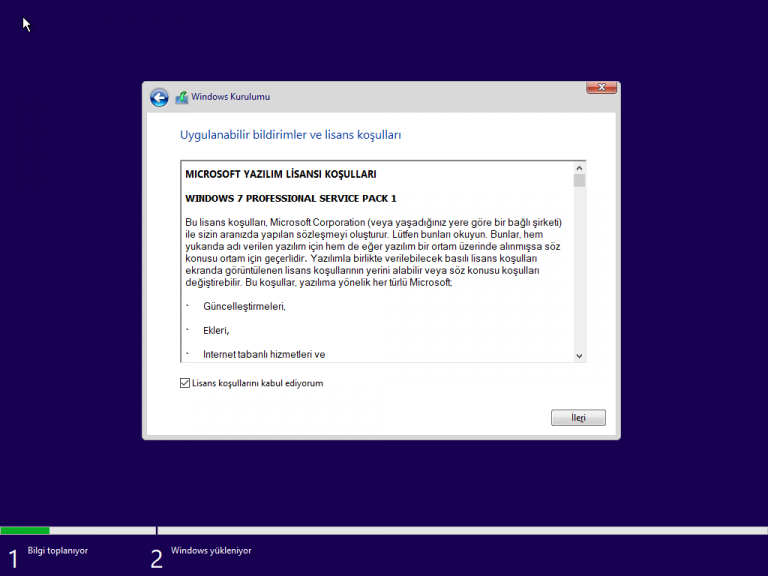 Windows Kurulumu
Uygulanabilir bildirimler ve lisans koşulları
MICROSOFT YAZILIM LİSANSI KOŞULLARI
WINDOWS 7 PROFESSIONAL SERVICE PACK 1
Bu lisans koşulları, Microsoft Corporation (veya yaşadığınız yere göre bir bağlı şirketi)
ile sizin aranızda yapılan sözleşmeyi oluşturur. Lütfen bunları okuyun. Bunlar, hem
yukarıda adı verilen yazılım için hem de eğer yazılım bir ortam üzerinde alınmışsa söz
konusu ortam için geçerlidir. Yazılımla birlikte verilebilecek basılı lisans koşulları
ekranda görüntülenen lisans koşullarının yerini alabilir veya söz konusu koşulları
değiştirebilir. Bu koşullar, yazılıma yönelik her türlü Microsoft;
· Güncelleştirmeleri,
· Ekleri,
· Internet tabanlı hizmetleri ve
Lisans koşullarını kabul ediyorum
İleri
1 Bilgi toplanıyor
2 Windows yükleniyor